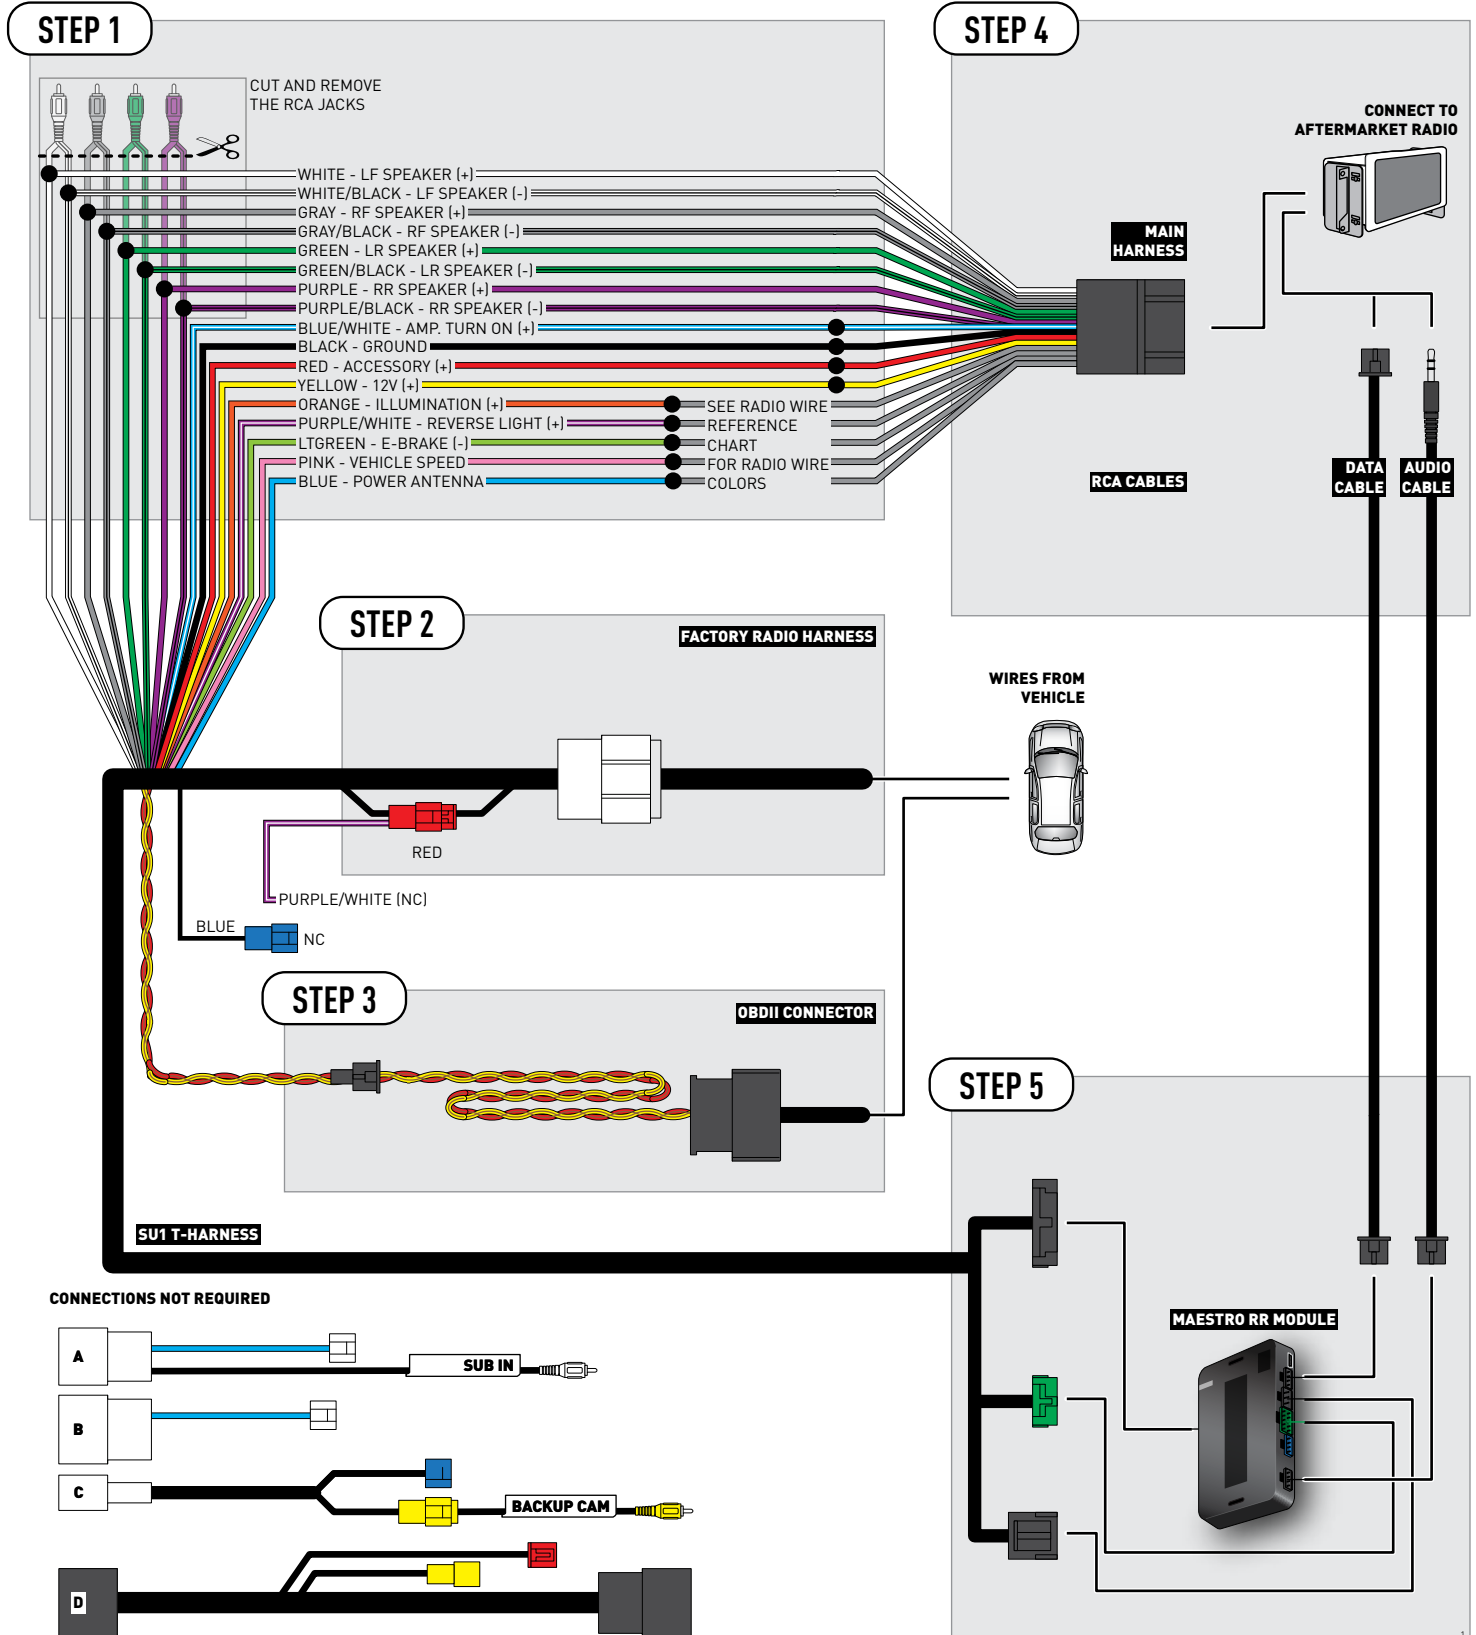 STEP 1
CUT AND REMOVE
THE RCA JACKS
WHITE - LF SPEAKER (+)
WHITE/BLACK - LF SPEAKER (-)
GRAY - RF SPEAKER (+)
GRAY/BLACK - RF SPEAKER (-)
GREEN - LR SPEAKER (+)
GREEN/BLACK - LR SPEAKER (-)
PURPLE - RR SPEAKER (+)
PURPLE/BLACK - RR SPEAKER (-)
BLUE/WHITE - AMP. TURN ON (+)
BLACK - GROUND
RED - ACCESSORY (+)
YELLOW - 12V (+)
ORANGE - ILLUMINATION (+)
PURPLE/WHITE - REVERSE LIGHT (+)
LTGREEN - E-BRAKE (-)
PINK - VEHICLE SPEED
BLUE - POWER ANTENNA
SEE RADIO WIRE
REFERENCE
CHART
FOR RADIO WIRE
COLORS
STEP 4
CONNECT TO
AFTERMARKET RADIO
MAIN
HARNESS
RCA CABLES
DATA
CABLE
AUDIO
CABLE
STEP 2
FACTORY RADIO HARNESS
WIRES FROM
VEHICLE
RED
PURPLE/WHITE (NC)
BLUE
NC
STEP 3
OBDII CONNECTOR
STEP 5
SU1 T-HARNESS
MAESTRO RR MODULE
CONNECTIONS NOT REQUIRED
A
SUB IN
B
C
BACKUP CAM
D
1